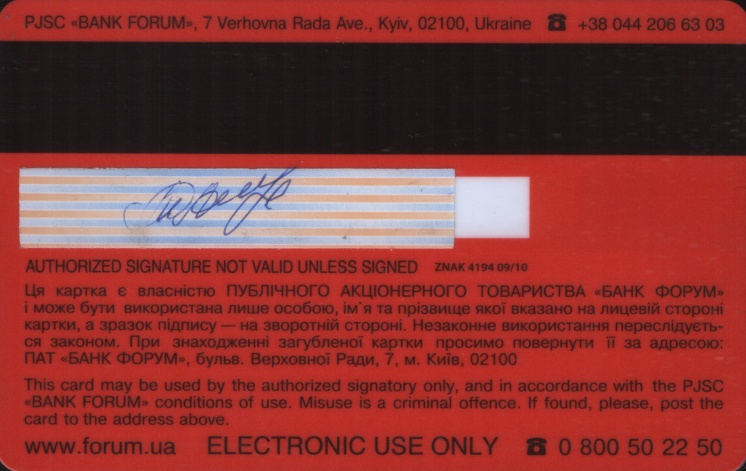 PJSC «BANK FORUM», 7 Verhovna Rada Ave., Kyiv, 02100, Ukraine ☎ +38 044 206 63 03
AUTHORIZED SIGNATURE NOT VALID UNLESS SIGNED ZNAK 4194 09/10
Ця картка є власністю ПУБЛІЧНОГО АКЦІОНЕРНОГО ТОВАРИСТВА «БАНК ФОРУМ»
і може бути використана лише особою, ім`я та прізвище якої вказано на лицевій стороні
картки, а зразок підпису — на зворотній стороні. Незаконне використання переслідуєть-
ся законом. При знаходженні загубленої картки просимо повернути її за адресою:
ПАТ «БАНК ФОРУМ», бульв. Верховної Ради, 7, м. Київ, 02100
This card may be used by the authorized signatory only, and in accordance with the PJSC
«BANK FORUM» conditions of use. Misuse is a criminal offence. If found, please, post the
card to the address above.
www.forum.ua ELECTRONIC USE ONLY ☎ 0 800 50 22 50